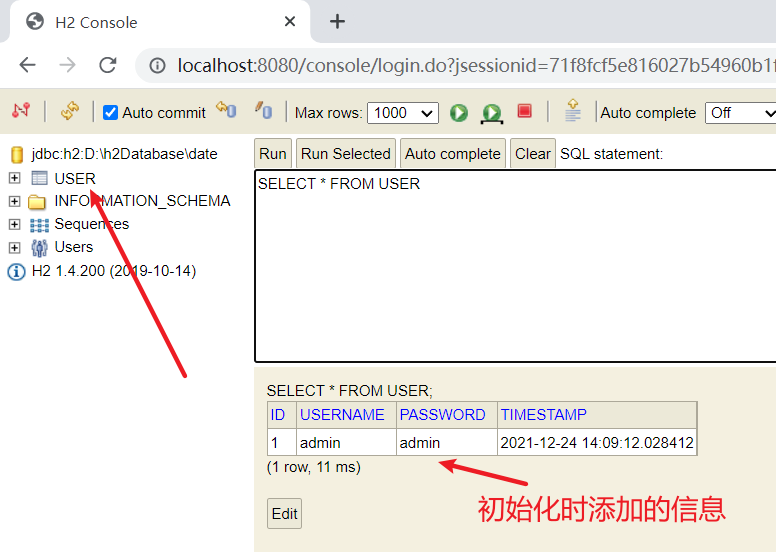 H2 Console
localhost:8080/console/login.do?jsessionid=71f8fcf5e816027b54960b1
Auto commit
Max rows:
1000
Auto complete
Off
jdbc:h2:D:\h2Database\date
USER
INFORMATION_SCHEMA
Sequences
Users
H2 1.4.200 (2019-10-14)
Run
Run Selected
Auto complete
Clear
SQL statement:
SELECT * FROM USER
SELECT * FROM USER;
ID USERNAME PASSWORD TIMESTAMP
1 admin admin 2021-12-24 14:09:12.028412
(1 row, 11 ms)
初始化时添加的信息
Edit